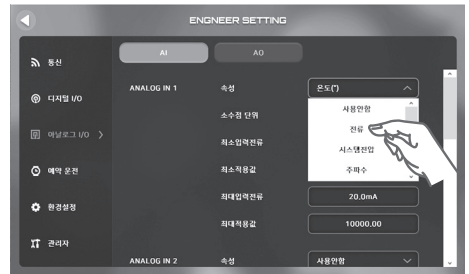 ENGNEER SETTING
AI
AO
통신
디지털 I/O
아날로그 I/O
예약 운전
환경설정
관리자
ANALOG IN 1
속성
온도(°)
사용안함
전류
시스템전압
주파수
소수점 단위
최소입력전류
최소적용값
최대입력전류
20.0mA
최대적용값
10000.00
ANALOG IN 2
속성
사용안함